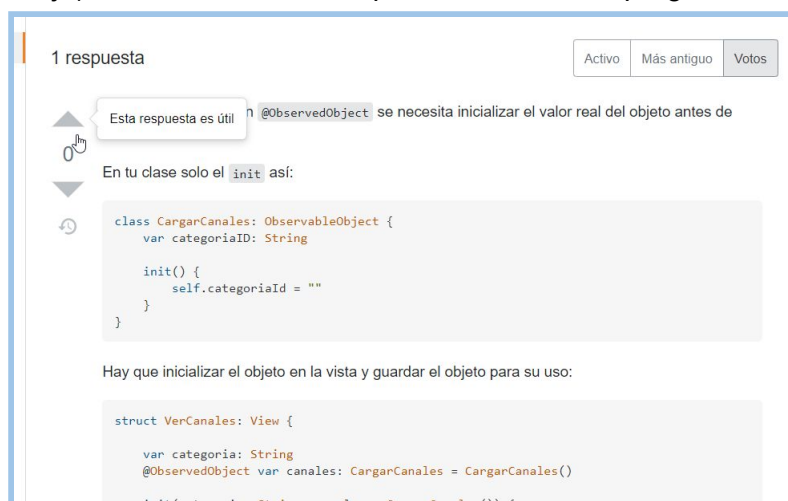 1 respuesta
Activo Más antiguo Votos
Esta respuesta es útil
n @ObservedObject se necesita inicializar el valor real del objeto antes de
0
En tu clase solo el init así:
class CargarCanales: ObservableObject {
var categoriaID: String
init() {
self.categoriaId = ""
}
}
Hay que inicializar el objeto en la vista y guardar el objeto para su uso:
struct VerCanales: View {
var categoria: String
@ObservedObject var canales: CargarCanales = CargarCanales()